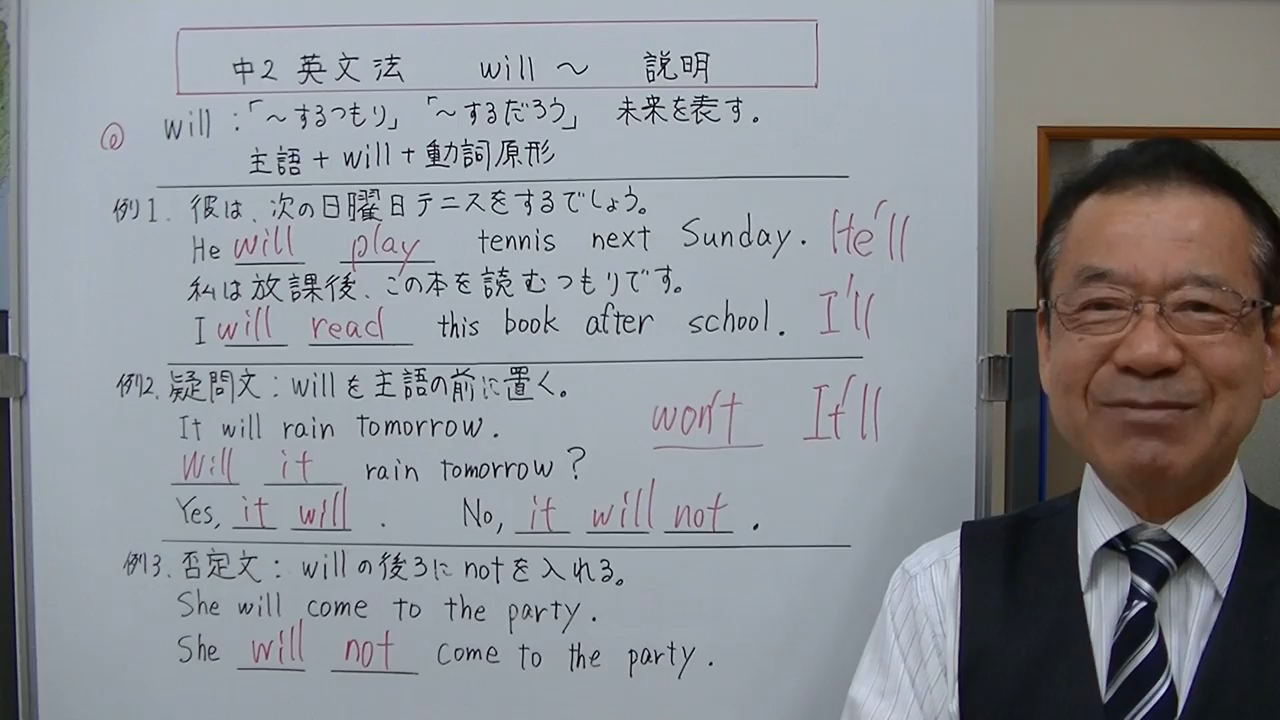 中2 英文法 will ～ 説明
◎ will :「～するつもり」「～するだろう」 未来を表す。
主語 + will + 動詞原形
例1. 彼は、次の日曜日テニスをするでしょう。
He will play tennis next Sunday. He'll
私は放課後、この本を読むつもりです。
I will read this book after school. I'll
例2. 疑問文 : willを主語の前に置く。
It will rain tomorrow. won't It'll
Will it rain tomorrow?
Yes, it will . No, it will not .
例3. 否定文 : willの後ろにnotを入れる。
She will come to the party.
She will not come to the party.